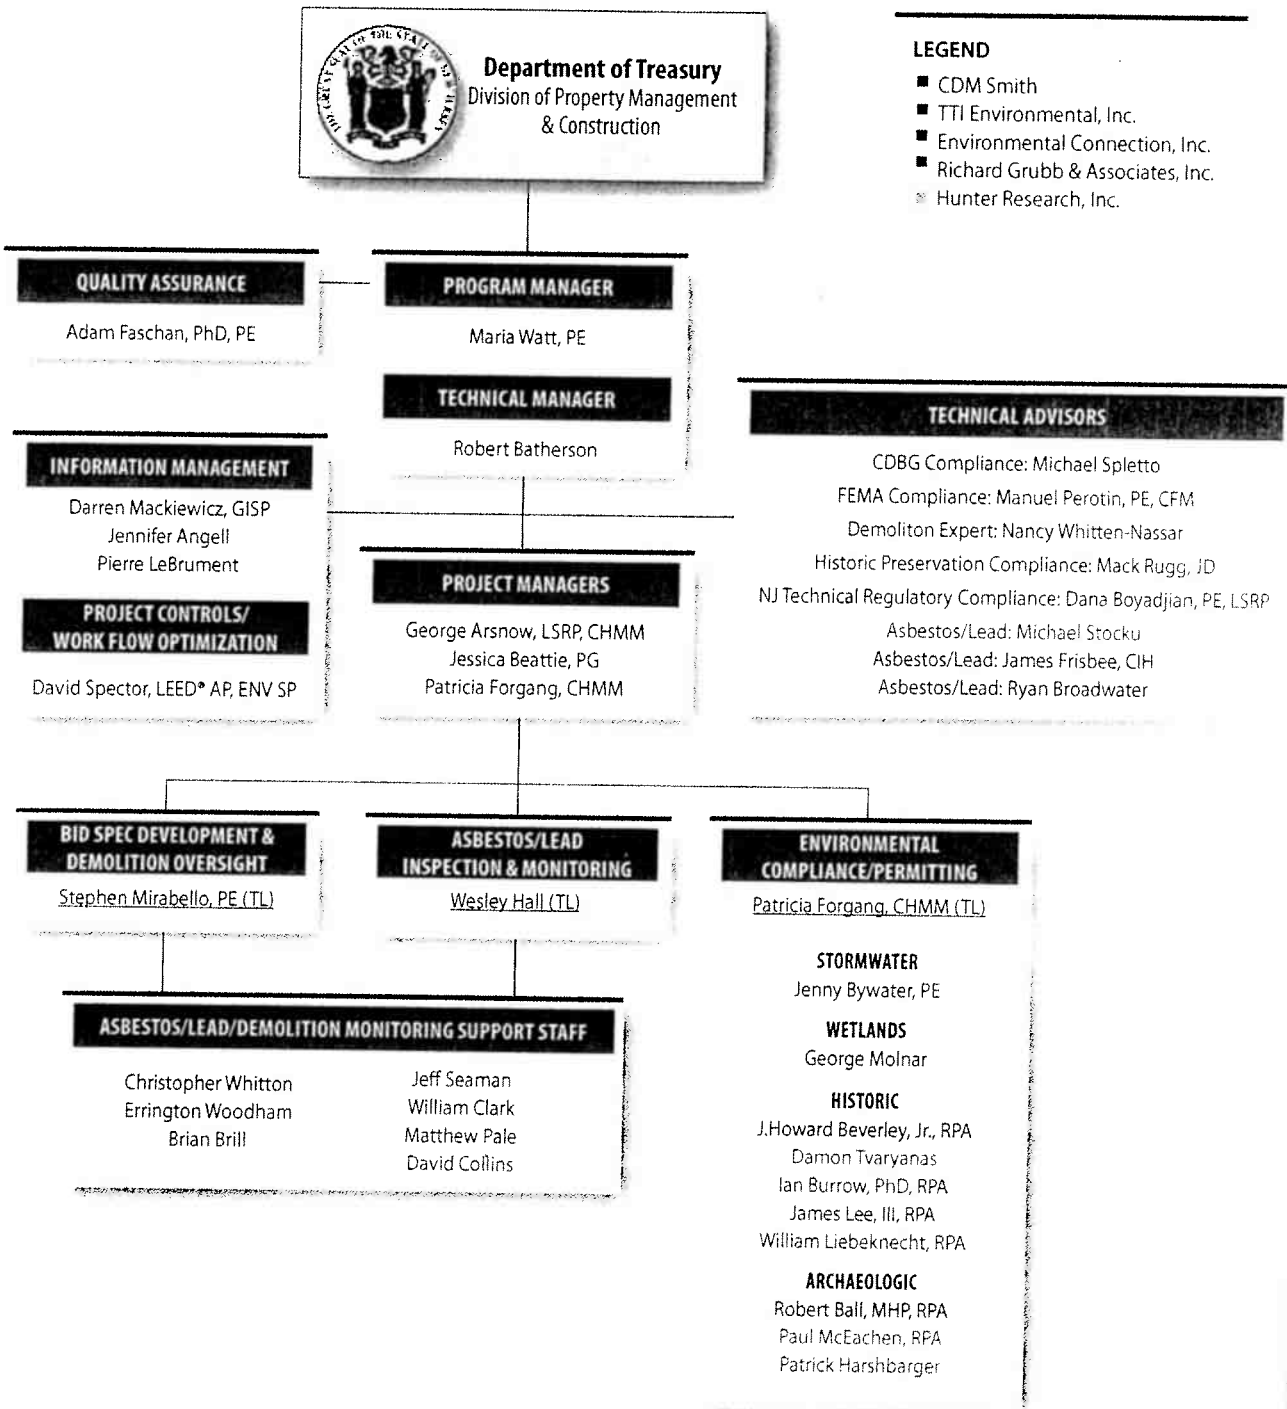 THE GREAT SEAL OF THE STATE OF NEW JERSEY
Department of Treasury
Division of Property Management
& Construction
LEGEND
CDM Smith
TTI Environmental, Inc.
Environmental Connection, Inc.
Richard Grubb & Associates, Inc.
Hunter Research, Inc.
QUALITY ASSURANCE
Adam Faschan, PhD, PE
PROGRAM MANAGER
Maria Watt, PE
TECHNICAL MANAGER
Robert Batherson
INFORMATION MANAGEMENT
Darren Mackiewicz, GISP
Jennifer Angell
Pierre LeBrument
PROJECT CONTROLS/
WORK FLOW OPTIMIZATION
David Spector, LEED® AP, ENV SP
TECHNICAL ADVISORS
CDBG Compliance: Michael Spletto
FEMA Compliance: Manuel Perotin, PE, CFM
Demoliton Expert: Nancy Whitten-Nassar
Historic Preservation Compliance: Mack Rugg, JD
NJ Technical Regulatory Compliance: Dana Boyadjian, PE, LSRP
Asbestos/Lead: Michael Stocku
Asbestos/Lead: James Frisbee, CIH
Asbestos/Lead: Ryan Broadwater
PROJECT MANAGERS
George Arsnow, LSRP, CHMM
Jessica Beattie, PG
Patricia Forgang, CHMM
BID SPEC DEVELOPMENT &
DEMOLITION OVERSIGHT
Stephen Mirabello, PE (TL)
ASBESTOS/LEAD
INSPECTION & MONITORING
Wesley Hall (TL)
ENVIRONMENTAL
COMPLIANCE/PERMITTING
Patricia Forgang, CHMM (TL)
STORMWATER
Jenny Bywater, PE
WETLANDS
George Molnar
HISTORIC
J.Howard Beverley, Jr., RPA
Damon Tvaryanas
Ian Burrow, PhD, RPA
James Lee, III, RPA
William Liebeknecht, RPA
ARCHAEOLOGIC
Robert Ball, MHP, RPA
Paul McEachen, RPA
Patrick Harshbarger
ASBESTOS/LEAD/DEMOLITION MONITORING SUPPORT STAFF
Christopher Whitton
Errington Woodham
Brian Brill
Jeff Seaman
William Clark
Matthew Pale
David Collins